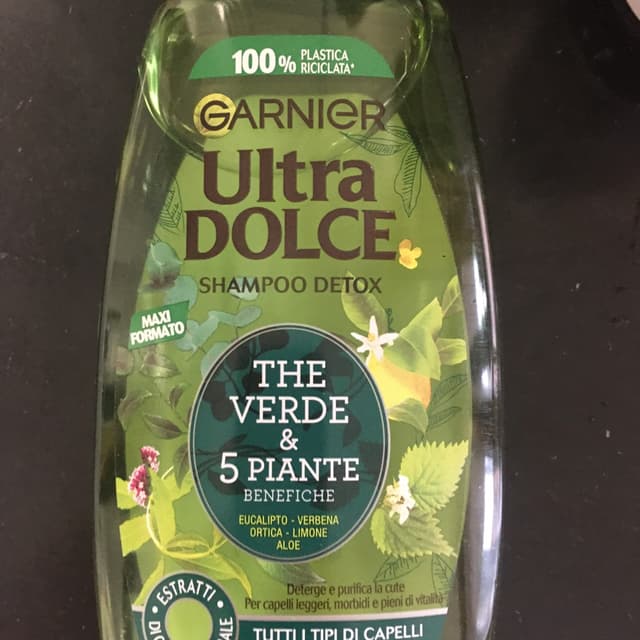 100% PLASTICA
RICICLATA*
GARNIER
Ultra
DOLCE
SHAMPOO DETOX
MAXI
FORMATO
THE
VERDE
&
5 PIANTE
BENEFICHE
EUCALIPTO - VERBENA
ORTICA - LIMONE
ALOE
Deterge e purifica la cute
Per capelli leggeri, morbidi e pieni di vitalità
• ESTRATTI •
TUTTI I TIPI DI CAPELLI